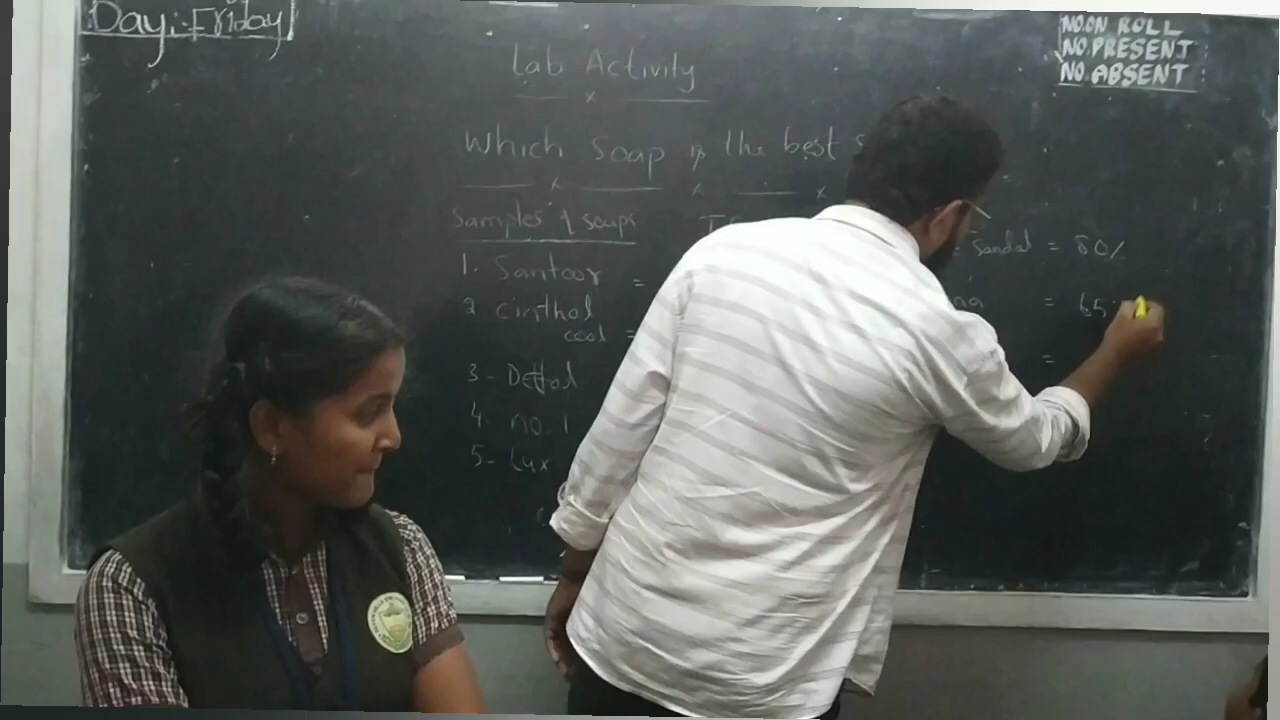 Day:-Friday
NO.ON ROLL
NO.PRESENT
NO.ABSENT
Lab Activity
Which Soap is the best
Samples of soaps
1. Santoor =
2 Cinthol
cool =
3 - Dettol
4. no. 1
5 - Lux
Sandal = 80%
= 65
=